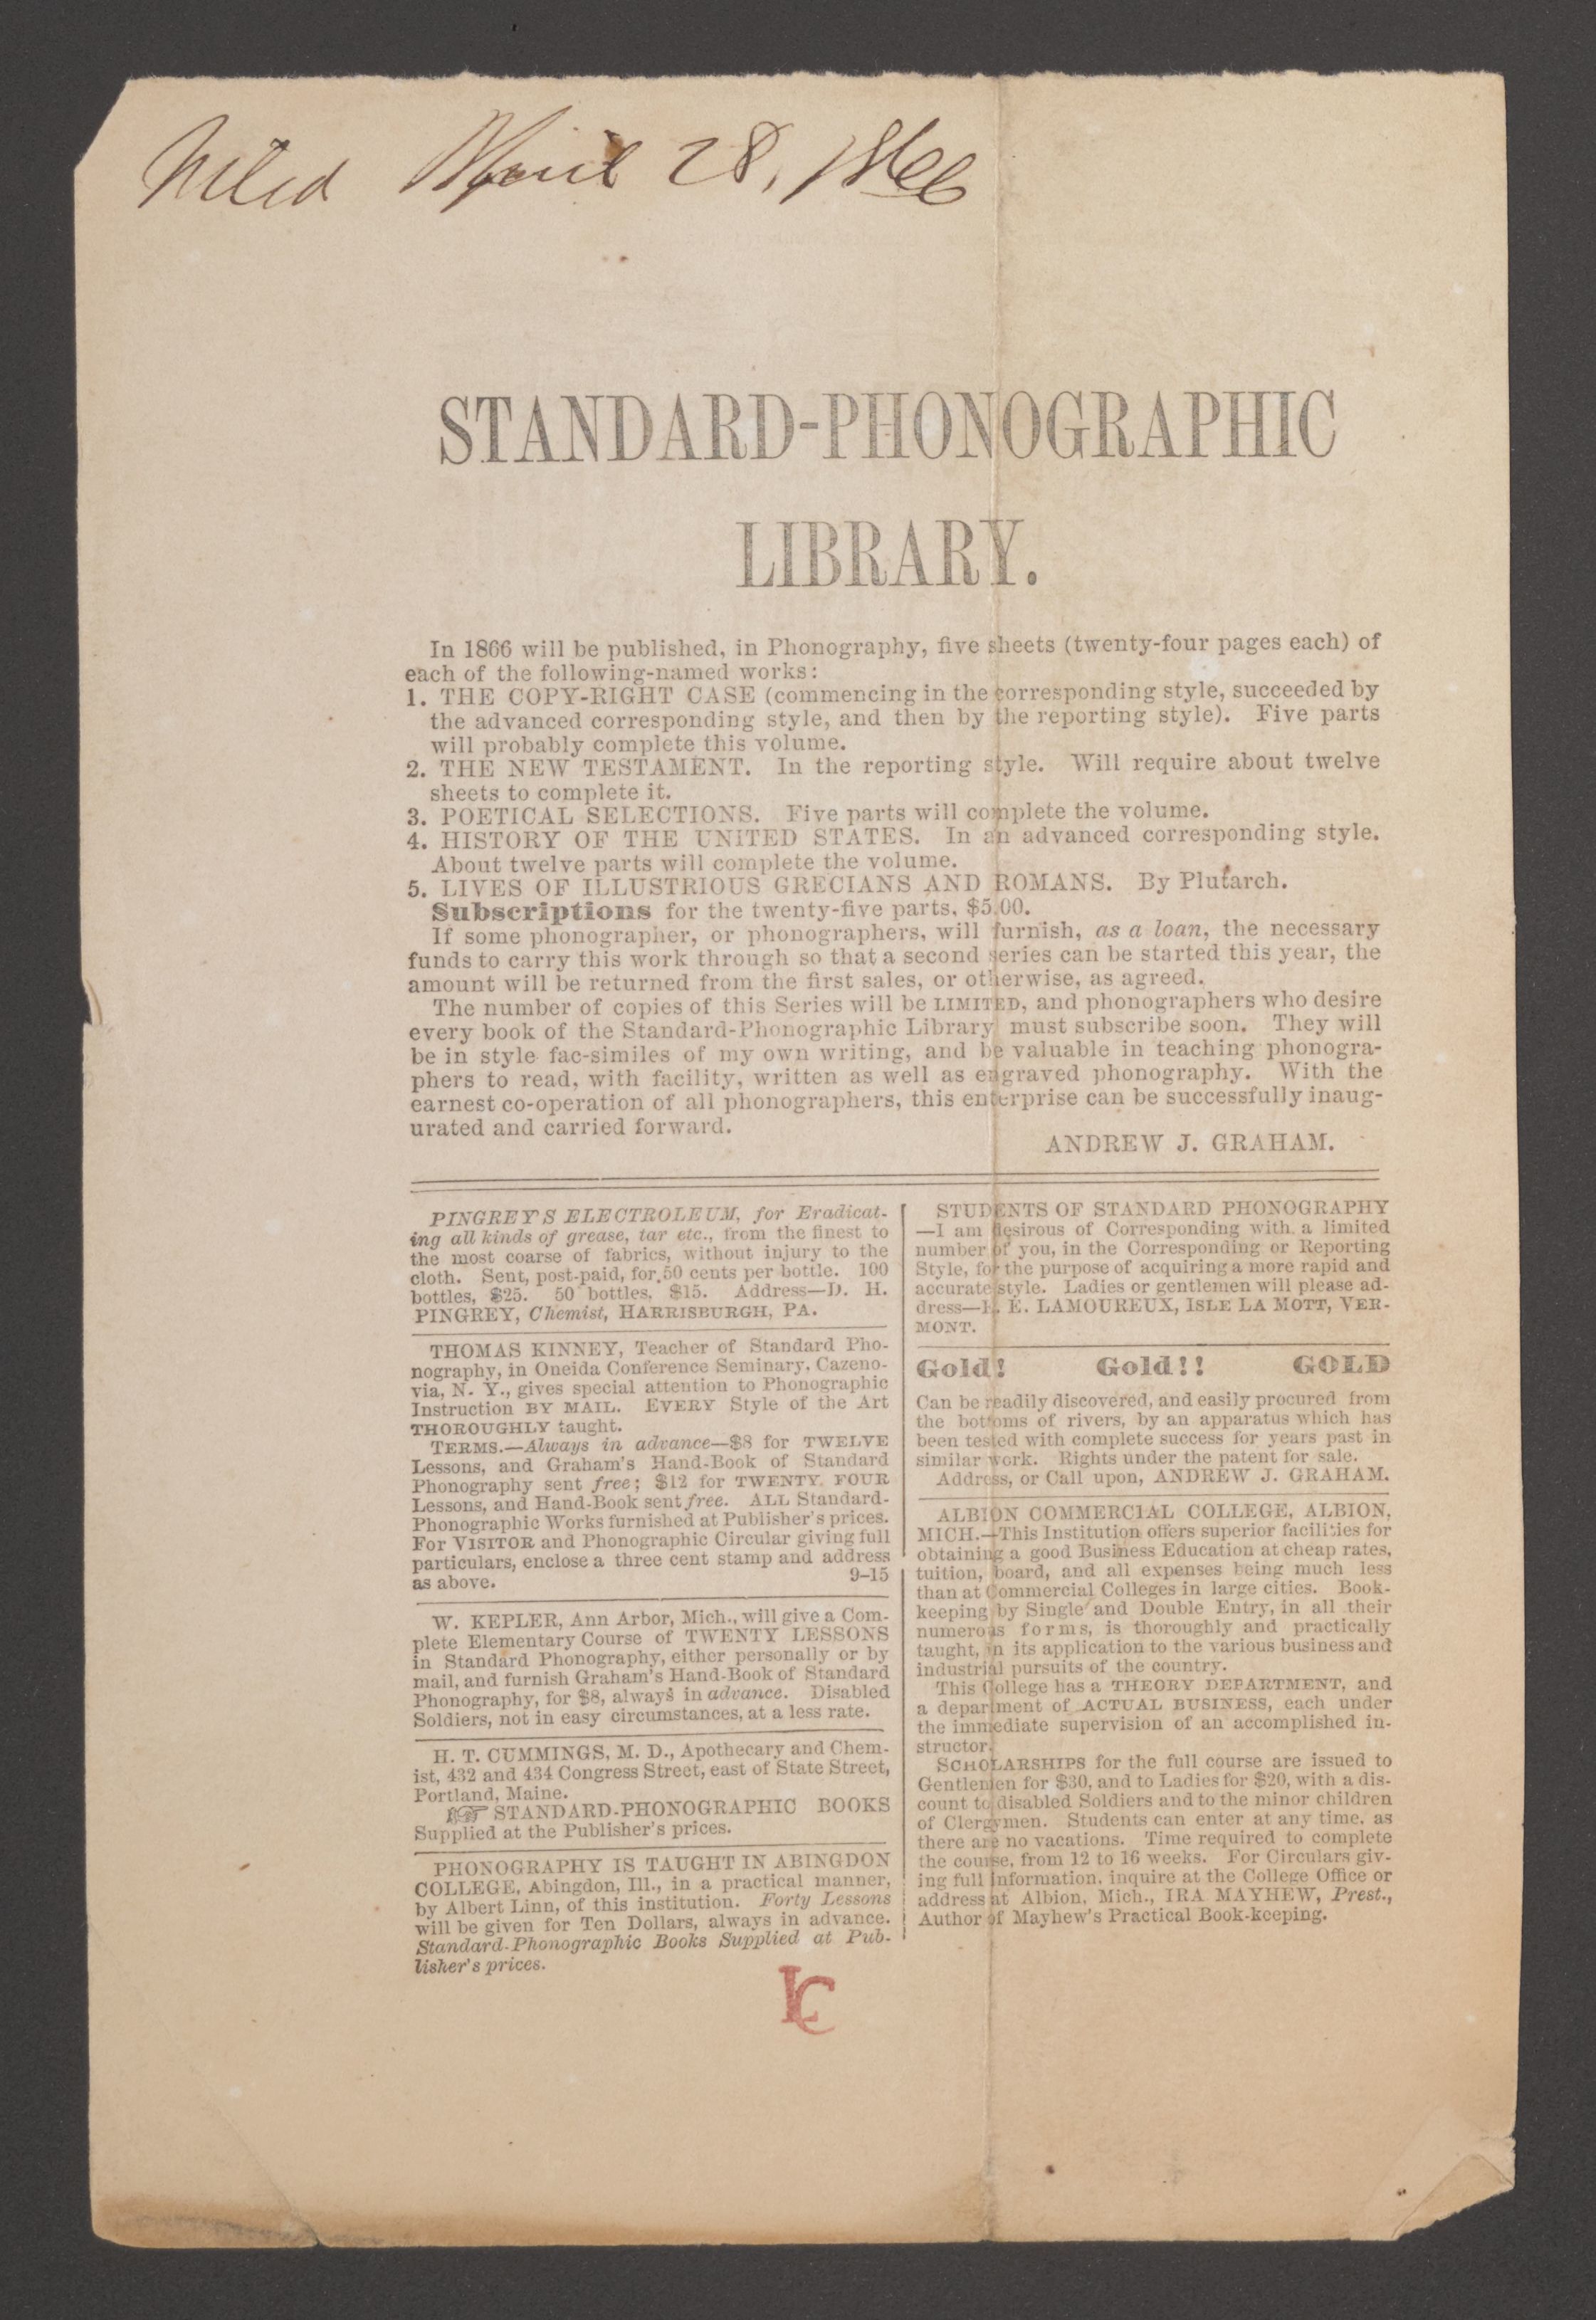 Filed April 28, 1866
STANDARD-PHONOGRAPHIC
LIBRARY.
In 1866 will be published, in Phonography, five sheets (twenty-four pages each) of
each of the following-named works:
1. THE COPY-RIGHT CASE (commencing in the corresponding style, succeeded by
the advanced corresponding style, and then by the reporting style). Five parts
will probably complete this volume.
2. THE NEW TESTAMENT. In the reporting style. Will require about twelve
sheets to complete it.
3. POETICAL SELECTIONS. Five parts will complete the volume.
4. HISTORY OF THE UNITED STATES. In an advanced corresponding style.
About twelve parts will complete the volume.
5. LIVES OF ILLUSTRIOUS GRECIANS AND ROMANS. By Plutarch.
Subscriptions for the twenty-five parts, $5.00.
If some phonographer, or phonographers, will furnish, as a loan, the necessary
funds to carry this work through so that a second series can be started this year, the
amount will be returned from the first sales, or otherwise, as agreed.
The number of copies of this Series will be LIMITED, and phonographers who desire
every book of the Standard-Phonographic Library must subscribe soon. They will
be in style fac-similes of my own writing, and be valuable in teaching phonogra-
phers to read, with facility, written as well as engraved phonography. With the
earnest co-operation of all phonographers, this enterprise can be successfully inaug-
urated and carried forward.
ANDREW J. GRAHAM.
PINGREY'S ELECTROLEUM, for Eradicat-
ing all kinds of grease, tar etc., from the finest to
the most coarse of fabrics, without injury to the
cloth. Sent, post-paid, for 50 cents per bottle. 100
bottles, $25. 50 bottles, $15. Address—D. H.
PINGREY, Chemist, HARRISBURGH, PA.
THOMAS KINNEY, Teacher of Standard Pho-
nography, in Oneida Conference Seminary, Cazeno-
via, N. Y., gives special attention to Phonographic
Instruction BY MAIL. EVERY Style of the Art
THOROUGHLY taught.
TERMS.—Always in advance—$8 for TWELVE
Lessons, and Graham's Hand-Book of Standard
Phonography sent free; $12 for TWENTY FOUR
Lessons, and Hand-Book sent free. ALL Standard-
Phonographic Works furnished at Publisher's prices.
For VISITOR and Phonographic Circular giving full
particulars, enclose a three cent stamp and address
as above. 9-15
W. KEPLER, Ann Arbor, Mich., will give a Com-
plete Elementary Course of TWENTY LESSONS
in Standard Phonography, either personally or by
mail, and furnish Graham's Hand-Book of Standard
Phonography, for $8, always in advance. Disabled
Soldiers, not in easy circumstances, at a less rate.
H. T. CUMMINGS, M. D., Apothecary and Chem-
ist, 432 and 434 Congress Street, east of State Street,
Portland, Maine.
☞ STANDARD-PHONOGRAPHIC BOOKS
Supplied at the Publisher's prices.
PHONOGRAPHY IS TAUGHT IN ABINGDON
COLLEGE, Abingdon, Ill., in a practical manner,
by Albert Linn, of this institution. Forty Lessons
will be given for Ten Dollars, always in advance.
Standard-Phonographic Books Supplied at Pub-
lisher's prices.
STUDENTS OF STANDARD PHONOGRAPHY
—I am desirous of Corresponding with a limited
number of you, in the Corresponding or Reporting
Style, for the purpose of acquiring a more rapid and
accurate style. Ladies or gentlemen will please ad-
dress— E. LAMOUREUX, ISLE LA MOTT, VER-
MONT.
Gold! Gold!! GOLD
Can be readily discovered, and easily procured from
the bottoms of rivers, by an apparatus which has
been tested with complete success for years past in
similar work. Rights under the patent for sale.
Address, or Call upon, ANDREW J. GRAHAM.
ALBION COMMERCIAL COLLEGE, ALBION,
MICH.—This Institution offers superior facilities for
obtaining a good Business Education at cheap rates,
tuition, board, and all expenses being much less
than at Commercial Colleges in large cities. Book-
keeping by Single and Double Entry, in all their
numerous forms, is thoroughly and practically
taught, in its application to the various business and
industrial pursuits of the country.
This College has a THEORY DEPARTMENT, and
a department of ACTUAL BUSINESS, each under
the immediate supervision of an accomplished in-
structor.
SCHOLARSHIPS for the full course are issued to
Gentlemen for $30, and to Ladies for $20, with a dis-
count to disabled Soldiers and to the minor children
of Clergymen. Students can enter at any time, as
there are no vacations. Time required to complete
the course, from 12 to 16 weeks. For Circulars giv-
ing full information, inquire at the College Office or
address at Albion, Mich., IRA MAYHEW, Prest.,
Author of Mayhew's Practical Book-keeping.
LC